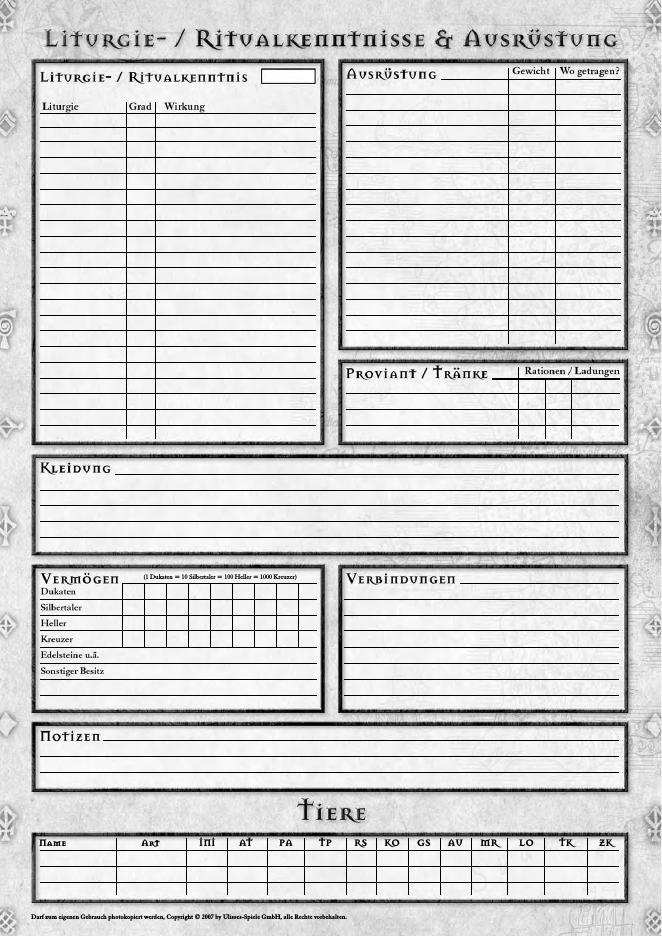 Liturgie- / Ritualkenntnisse & Ausrüstung
Liturgie- / Ritualkenntnis
Liturgie Grad Wirkung
Ausrüstung Gewicht Wo getragen?
Proviant / Tränke Rationen / Ladungen
Kleidung
Vermögen (1 Dukaten = 10 Silbertaler = 100 Heller = 1000 Kreuzer)
Dukaten
Silbertaler
Heller
Kreuzer
Edelsteine u.ä.
Sonstiger Besitz
Verbindungen
Notizen
Tiere
Name Art INI AT PA TP RS KO GS AU MR LO TK ZK
Darf zum eigenen Gebrauch photokopiert werden, Copyright © 2007 by Ulisses-Spiele GmbH, alle Rechte vorbehalten.